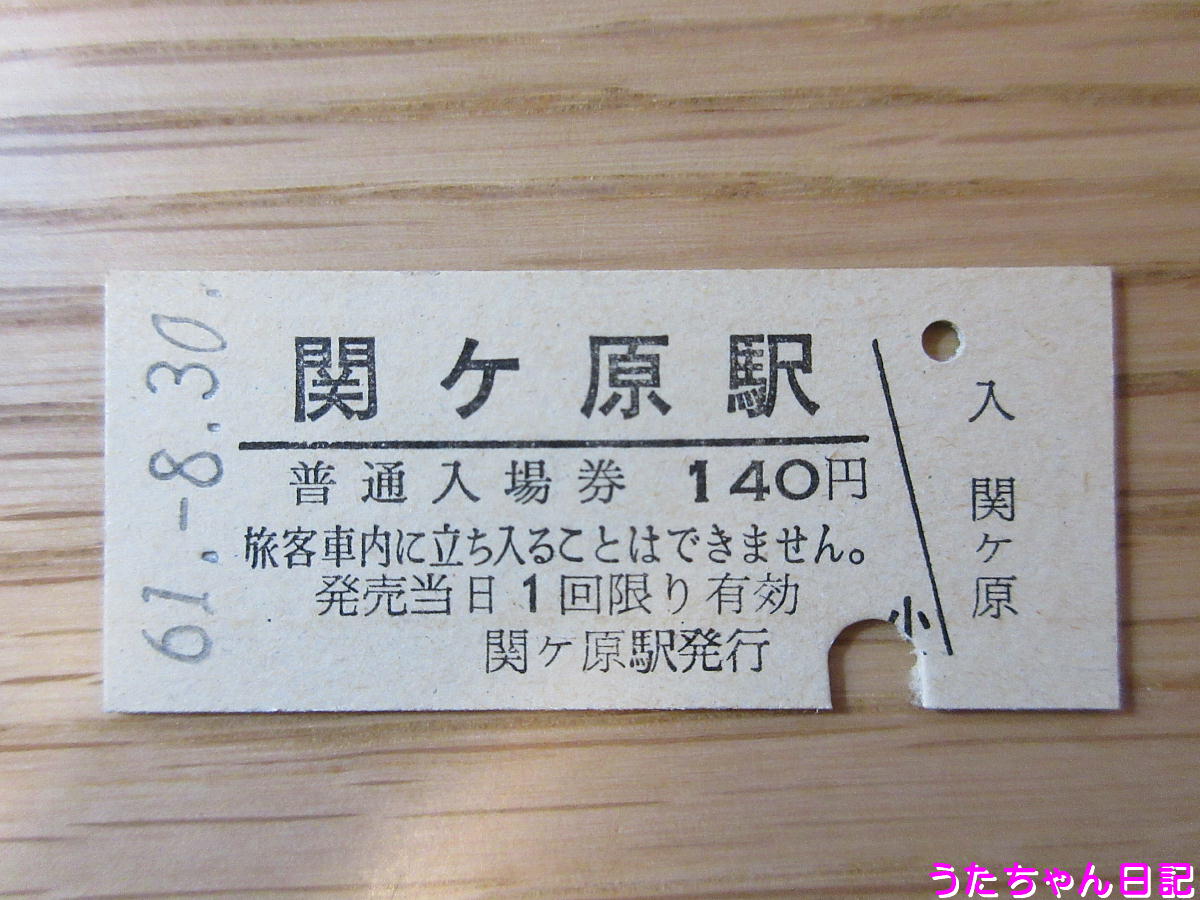 61.-8.30.
関ケ原駅
普通入場券 140円
旅客車内に立ち入ることはできません。
発売当日1回限り有効
関ケ原駅発行
小
入 関ケ原
うたちゃん日記